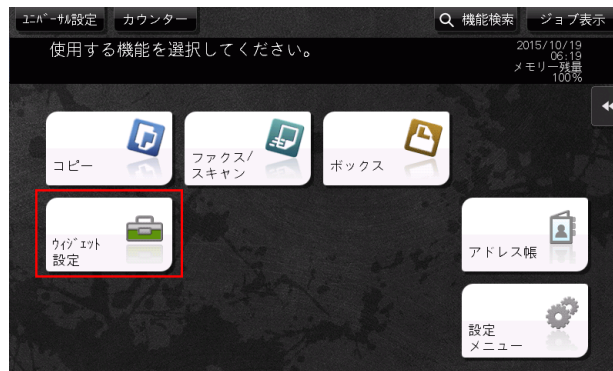 ﾕﾆﾊﾞｰｻﾙ設定 カウンター 機能検索 ジョブ表示
使用する機能を選択してください。
2015/10/19
06:19
メモリー残量
100%
コピー
ファクス/
スキャン
ボックス
ｳｨｼﾞｪｯﾄ
設定
アドレス帳
設定
メニュー